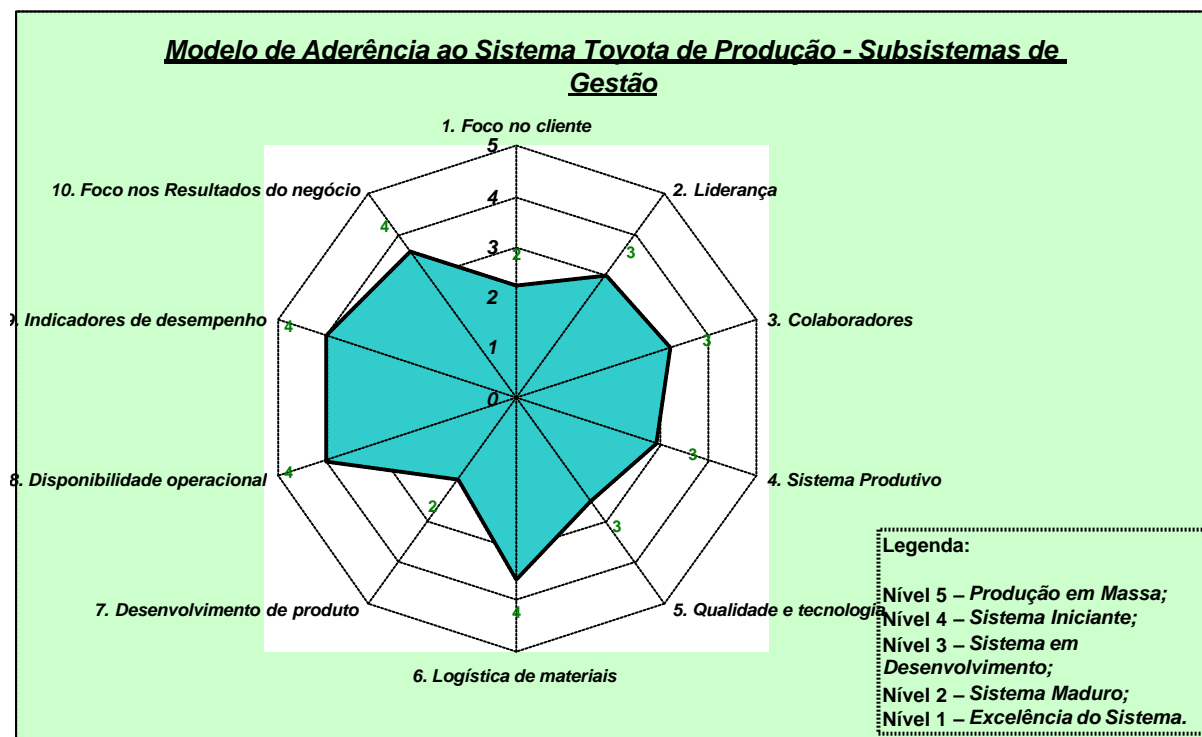 Modelo de Aderência ao Sistema Toyota de Produção - Subsistemas de
Gestão
1. Foco no cliente
5
10. Foco nos Resultados do negócio
2. Liderança
4
4
3
3
2
9. Indicadores de desempenho
4
2
3. Colaboradores
3
1
0
8. Disponibilidade operacional
4
3
4. Sistema Produtivo
2
3
7. Desenvolvimento de produto
4
5. Qualidade e tecnologia
6. Logística de materiais
Legenda:
Nível 5 – Produção em Massa;
Nível 4 – Sistema Iniciante;
Nível 3 – Sistema em
Desenvolvimento;
Nível 2 – Sistema Maduro;
Nível 1 – Excelência do Sistema.